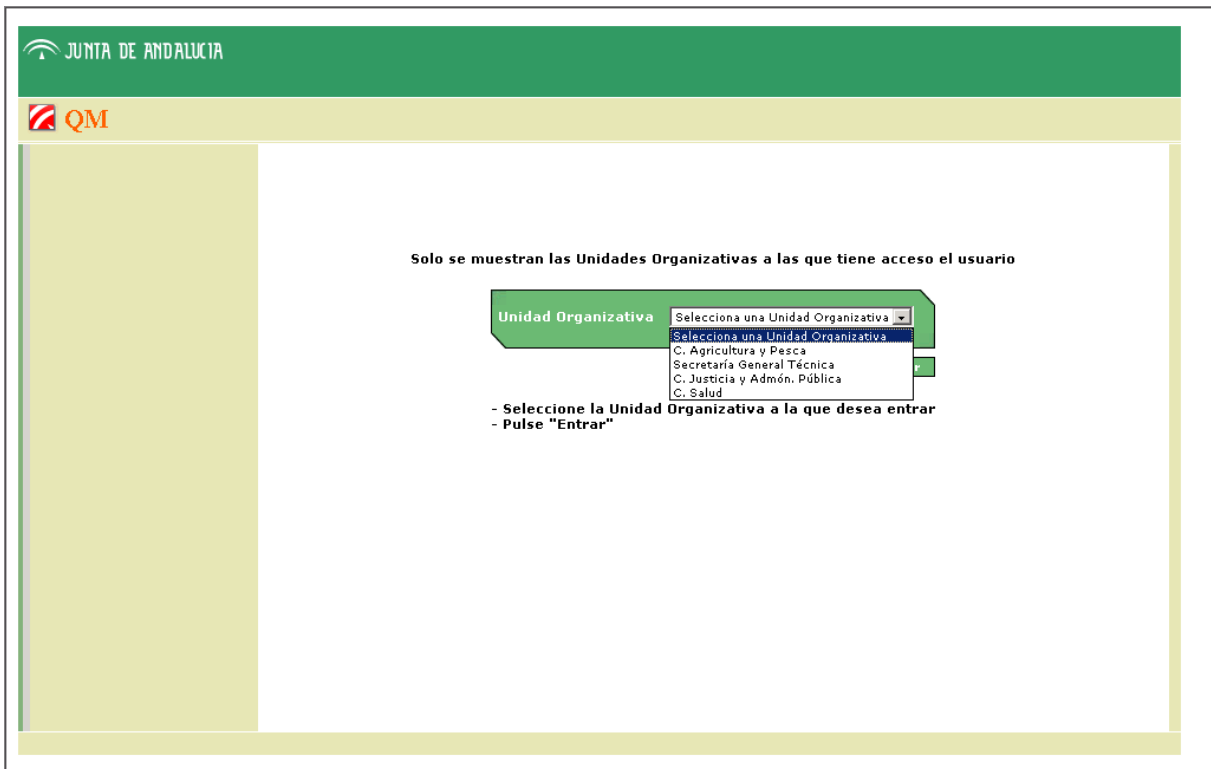 JUNTA DE ANDALUCIA
QM
Solo se muestran las Unidades Organizativas a las que tiene acceso el usuario
Unidad Organizativa Selecciona una Unidad Organizativa
Selecciona una Unidad Organizativa
C. Agricultura y Pesca
Secretaría General Técnica
C. Justicia y Admón. Pública
C. Salud
- Seleccione la Unidad Organizativa a la que desea entrar
- Pulse "Entrar"